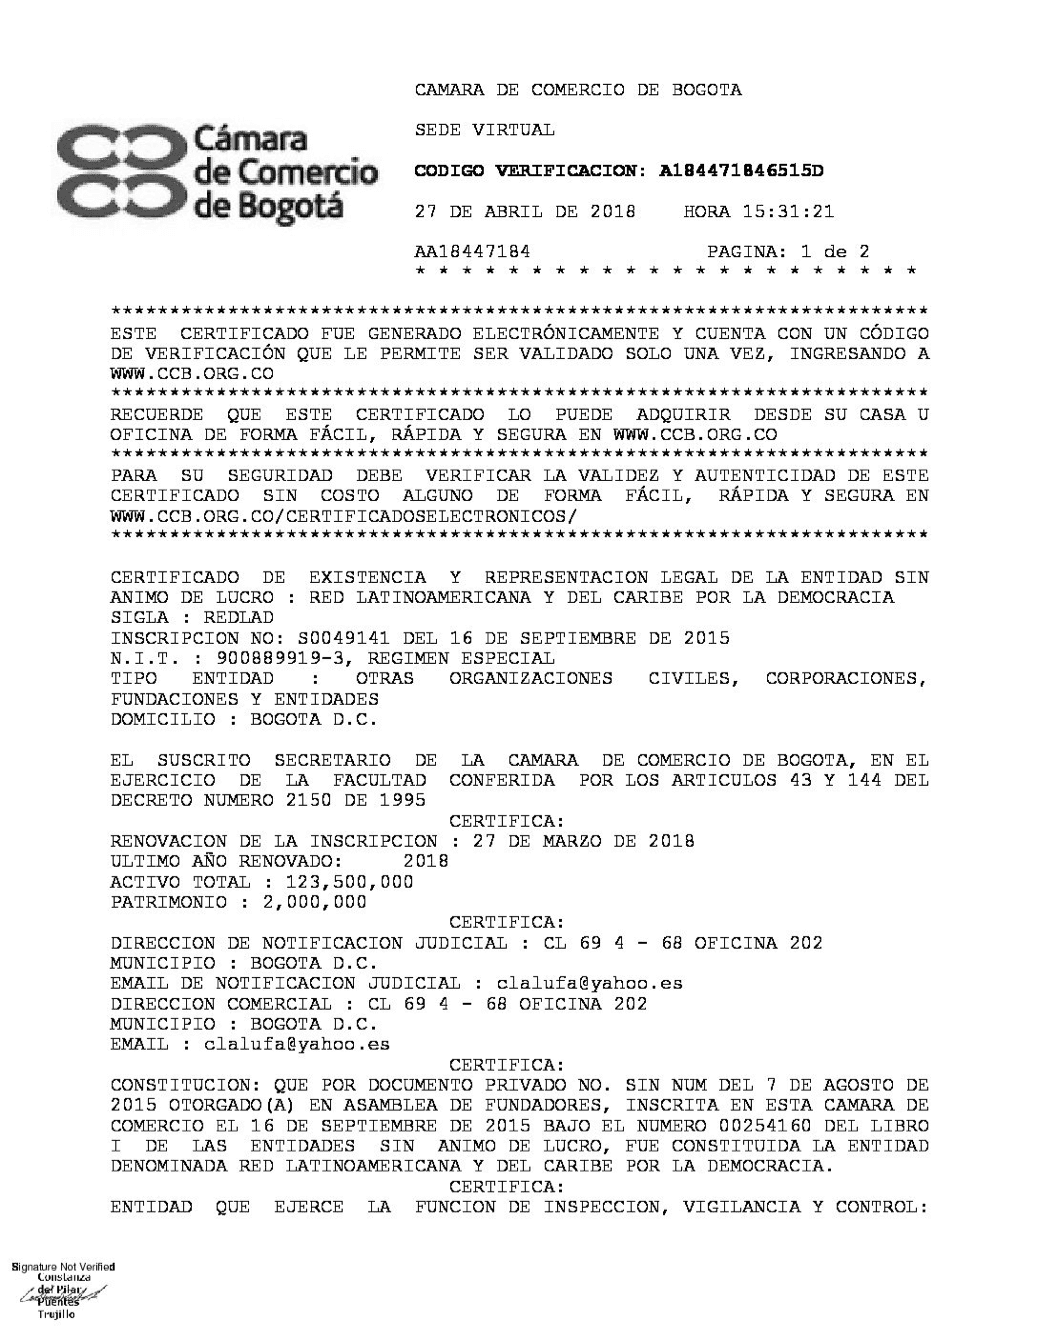 CAMARA DE COMERCIO DE BOGOTA
SEDE VIRTUAL
Cámara
de Comercio
de Bogotá
CODIGO VERIFICACION: A184471846515D
27 DE ABRIL DE 2018 HORA 15:31:21
AA18447184 PAGINA: 1 de 2
* * * * * * * * * * * * * * * * * * * * * *
**********************************************************************
ESTE CERTIFICADO FUE GENERADO ELECTRÓNICAMENTE Y CUENTA CON UN CÓDIGO
DE VERIFICACIÓN QUE LE PERMITE SER VALIDADO SOLO UNA VEZ, INGRESANDO A
WWW.CCB.ORG.CO
**********************************************************************
RECUERDE QUE ESTE CERTIFICADO LO PUEDE ADQUIRIR DESDE SU CASA U
OFICINA DE FORMA FÁCIL, RÁPIDA Y SEGURA EN WWW.CCB.ORG.CO
**********************************************************************
PARA SU SEGURIDAD DEBE VERIFICAR LA VALIDEZ Y AUTENTICIDAD DE ESTE
CERTIFICADO SIN COSTO ALGUNO DE FORMA FÁCIL, RÁPIDA Y SEGURA EN
WWW.CCB.ORG.CO/CERTIFICADOSELECTRONICOS/
**********************************************************************
CERTIFICADO DE EXISTENCIA Y REPRESENTACION LEGAL DE LA ENTIDAD SIN
ANIMO DE LUCRO : RED LATINOAMERICANA Y DEL CARIBE POR LA DEMOCRACIA
SIGLA : REDLAD
INSCRIPCION NO: S0049141 DEL 16 DE SEPTIEMBRE DE 2015
N.I.T. : 900889919-3, REGIMEN ESPECIAL
TIPO ENTIDAD : OTRAS ORGANIZACIONES CIVILES, CORPORACIONES,
FUNDACIONES Y ENTIDADES
DOMICILIO : BOGOTA D.C.
EL SUSCRITO SECRETARIO DE LA CAMARA DE COMERCIO DE BOGOTA, EN EL
EJERCICIO DE LA FACULTAD CONFERIDA POR LOS ARTICULOS 43 Y 144 DEL
DECRETO NUMERO 2150 DE 1995
CERTIFICA:
RENOVACION DE LA INSCRIPCION : 27 DE MARZO DE 2018
ULTIMO AÑO RENOVADO: 2018
ACTIVO TOTAL : 123,500,000
PATRIMONIO : 2,000,000
CERTIFICA:
DIRECCION DE NOTIFICACION JUDICIAL : CL 69 4 - 68 OFICINA 202
MUNICIPIO : BOGOTA D.C.
EMAIL DE NOTIFICACION JUDICIAL : clalufa@yahoo.es
DIRECCION COMERCIAL : CL 69 4 - 68 OFICINA 202
MUNICIPIO : BOGOTA D.C.
EMAIL : clalufa@yahoo.es
CERTIFICA:
CONSTITUCION: QUE POR DOCUMENTO PRIVADO NO. SIN NUM DEL 7 DE AGOSTO DE
2015 OTORGADO(A) EN ASAMBLEA DE FUNDADORES, INSCRITA EN ESTA CAMARA DE
COMERCIO EL 16 DE SEPTIEMBRE DE 2015 BAJO EL NUMERO 00254160 DEL LIBRO
I DE LAS ENTIDADES SIN ANIMO DE LUCRO, FUE CONSTITUIDA LA ENTIDAD
DENOMINADA RED LATINOAMERICANA Y DEL CARIBE POR LA DEMOCRACIA.
CERTIFICA:
ENTIDAD QUE EJERCE LA FUNCION DE INSPECCION, VIGILANCIA Y CONTROL:
Signature Not Verified
Constanza
del Pilar
Puentes
Trujillo